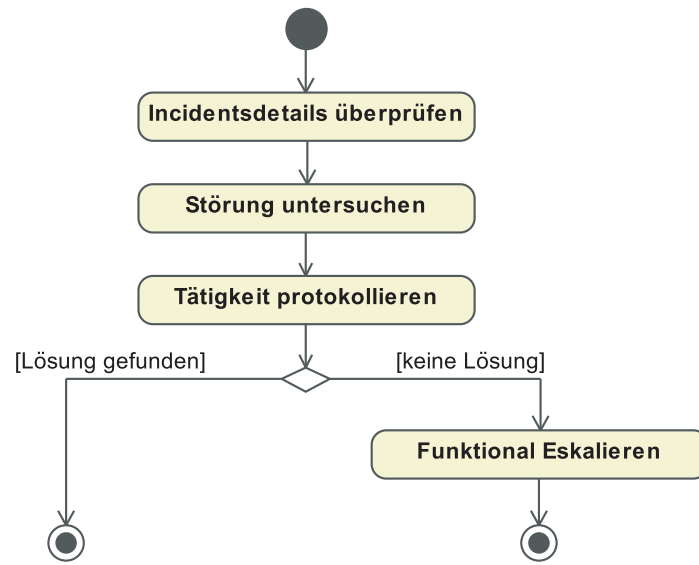 Incidentsdetails überprüfen
Störung untersuchen
Tätigkeit protokollieren
[Lösung gefunden]
[keine Lösung]
Funktional Eskalieren